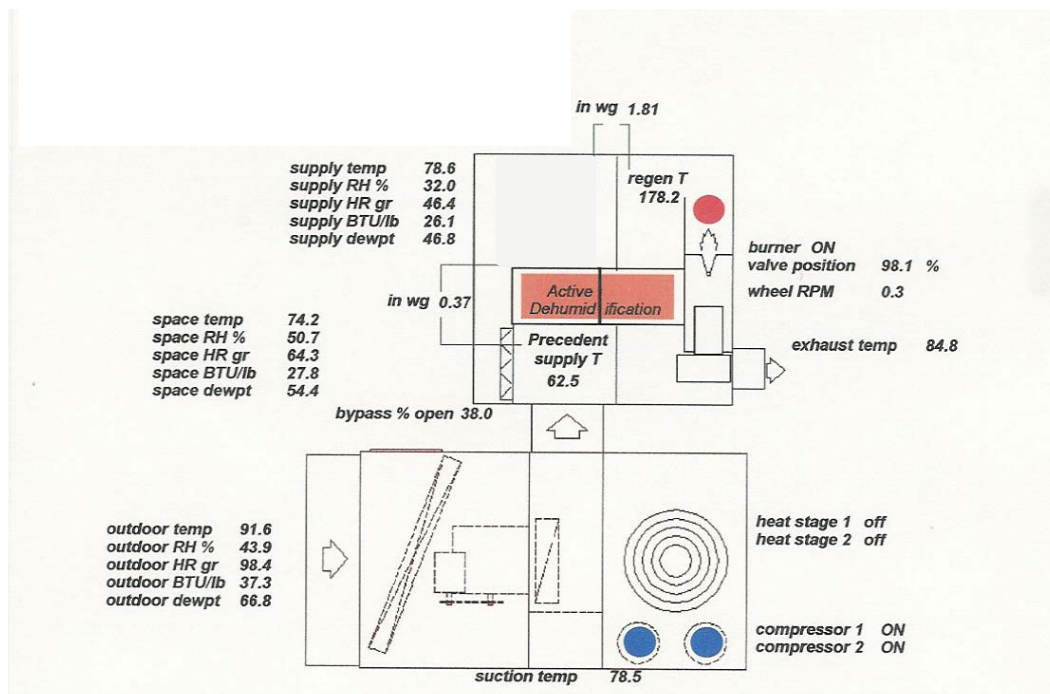 in wg 1.81
supply temp 78.6
supply RH % 32.0
supply HR gr 46.4
supply BTU/lb 26.1
supply dewpt 46.8
regen T
178.2
burner ON
valve position 98.1 %
wheel RPM 0.3
in wg 0.37
Active
Dehumid ification
space temp 74.2
space RH % 50.7
space HR gr 64.3
space BTU/lb 27.8
space dewpt 54.4
Precedent
supply T
62.5
exhaust temp 84.8
bypass % open 38.0
outdoor temp 91.6
outdoor RH % 43.9
outdoor HR gr 98.4
outdoor BTU/lb 37.3
outdoor dewpt 66.8
heat stage 1 off
heat stage 2 off
compressor 1 ON
compressor 2 ON
suction temp 78.5